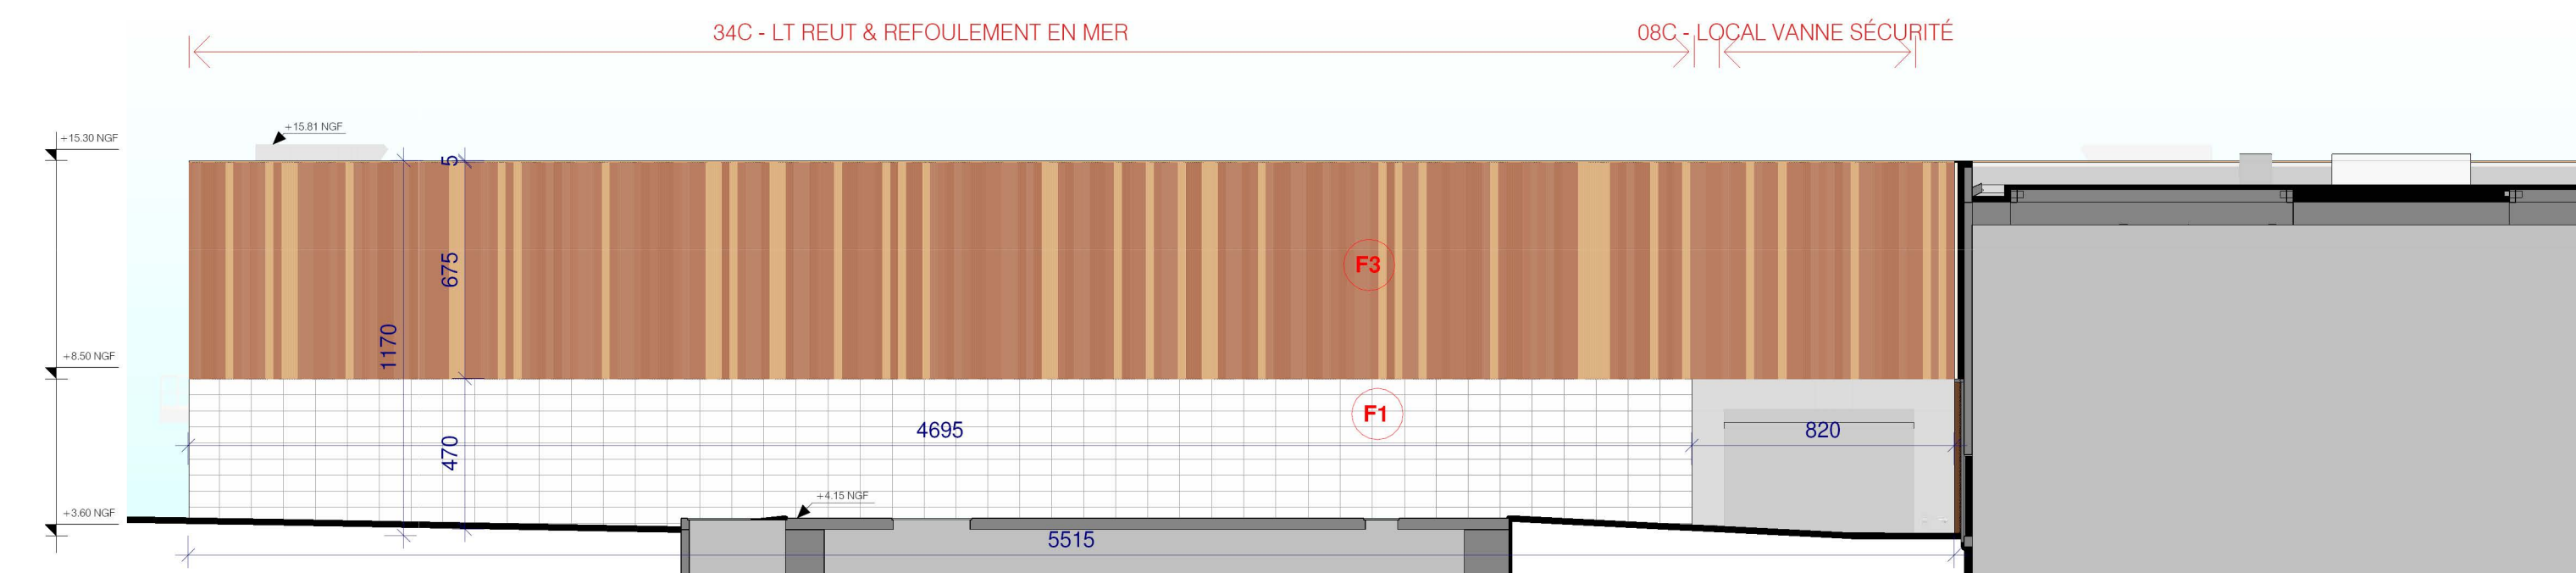 34C - LT REUT & REFOULEMENT EN MER
08C - LOCAL VANNE SÉCURITÉ
+15.81 NGF
+15.30 NGF
5
675
F3
1170
+8.50 NGF
F1
4695
820
470
+4.15 NGF
+3.60 NGF
5515